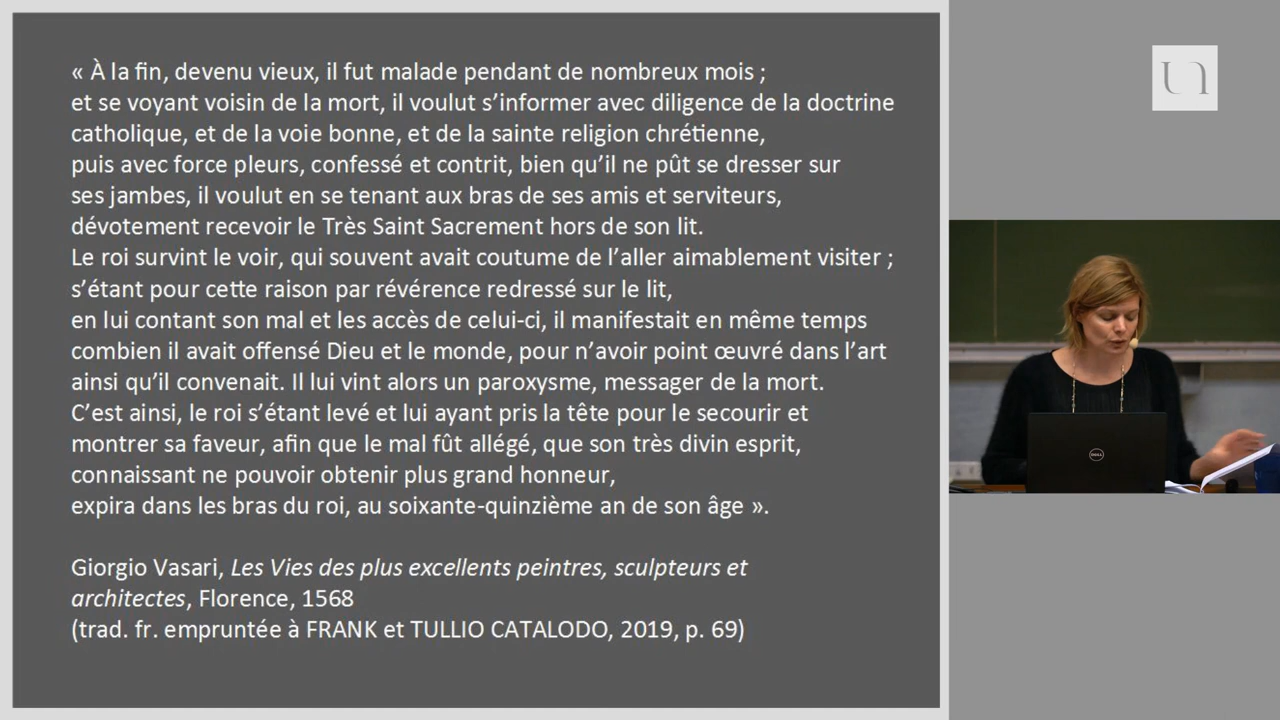 « À la fin, devenu vieux, il fut malade pendant de nombreux mois ;
et se voyant voisin de la mort, il voulut s’informer avec diligence de la doctrine
catholique, et de la voie bonne, et de la sainte religion chrétienne,
puis avec force pleurs, confessé et contrit, bien qu’il ne pût se dresser sur
ses jambes, il voulut en se tenant aux bras de ses amis et serviteurs,
dévotement recevoir le Très Saint Sacrement hors de son lit.
Le roi survint le voir, qui souvent avait coutume de l’aller aimablement visiter ;
s’étant pour cette raison par révérence redressé sur le lit,
en lui contant son mal et les accès de celui-ci, il manifestait en même temps
combien il avait offensé Dieu et le monde, pour n’avoir point œuvré dans l’art
ainsi qu’il convenait. Il lui vint alors un paroxysme, messager de la mort.
C’est ainsi, le roi s’étant levé et lui ayant pris la tête pour le secourir et
montrer sa faveur, afin que le mal fût allégé, que son très divin esprit,
connaissant ne pouvoir obtenir plus grand honneur,
expira dans les bras du roi, au soixante-quinzième an de son âge ».
Giorgio Vasari, Les Vies des plus excellents peintres, sculpteurs et
architectes, Florence, 1568
(trad. fr. empruntée à FRANK et TULLIO CATALODO, 2019, p. 69)
DELL